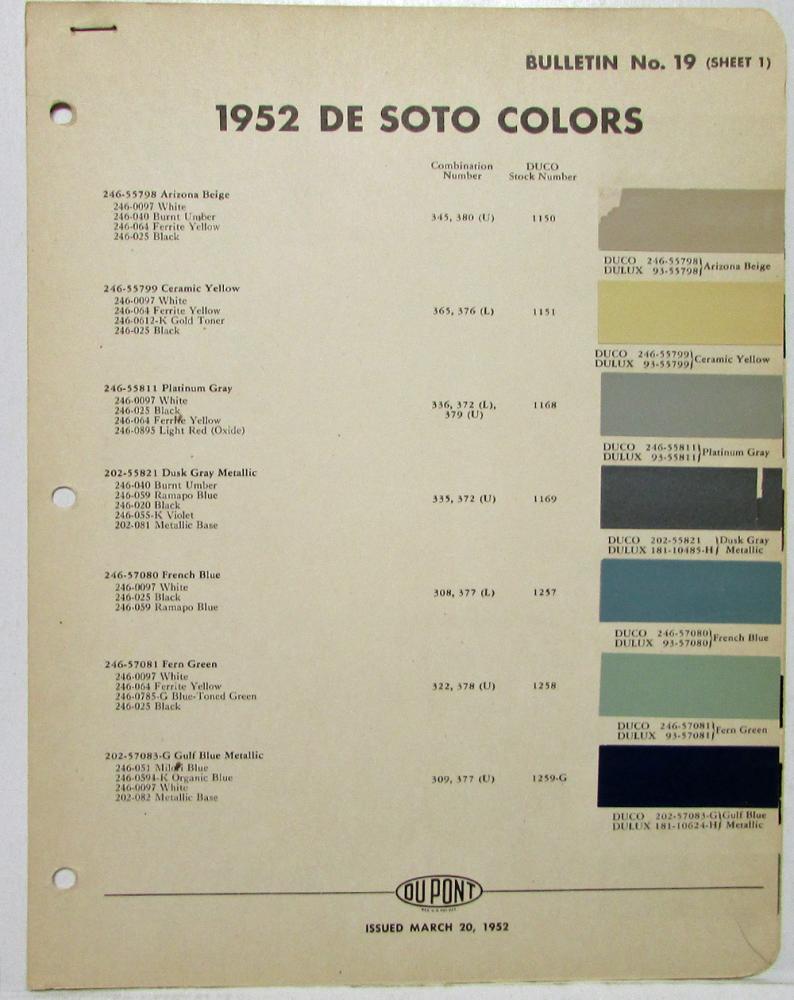 BULLETIN No. 19 (SHEET 1)
1952 DE SOTO COLORS
Combination Number
DUCO Stock Number
246-55798 Arizona Beige
246-0097 White
246-040 Burnt Umber
246-064 Ferrite Yellow
246-025 Black
345, 380 (U)
1150
DUCO 246-55798
DULUX 93-55798
Arizona Beige
246-55799 Ceramic Yellow
246-0097 White
246-064 Ferrite Yellow
246-0612-K Gold Toner
246-025 Black
365, 376 (L)
1151
DUCO 246-55799
DULUX 93-55799
Ceramic Yellow
246-55811 Platinum Gray
246-0097 White
246-025 Black
246-064 Ferrite Yellow
246-0895 Light Red (Oxide)
336, 372 (L),
379 (U)
1168
DUCO 246-55811
DULUX 93-55811
Platinum Gray
202-55821 Dusk Gray Metallic
246-040 Burnt Umber
246-059 Ramapo Blue
246-020 Black
246-055-K Violet
202-081 Metallic Base
335, 372 (U)
1169
DUCO 202-55821 Dusk Gray
DULUX 181-10485-H Metallic
246-57080 French Blue
246-0097 White
246-025 Black
246-059 Ramapo Blue
308, 377 (L)
1257
DUCO 246-57080
DULUX 93-57080
French Blue
246-57081 Fern Green
246-0097 White
246-064 Ferrite Yellow
246-0785-G Blue-Toned Green
246-025 Black
322, 378 (U)
1258
DUCO 246-57081
DULUX 93-57081
Fern Green
202-57083-G Gulf Blue Metallic
246-051 Milori Blue
246-0594-K Organic Blue
246-0097 White
202-082 Metallic Base
309, 377 (U)
1259-G
DUCO 202-57083-G Gulf Blue
DULUX 181-10624-H Metallic
DU PONT
ISSUED MARCH 20, 1952